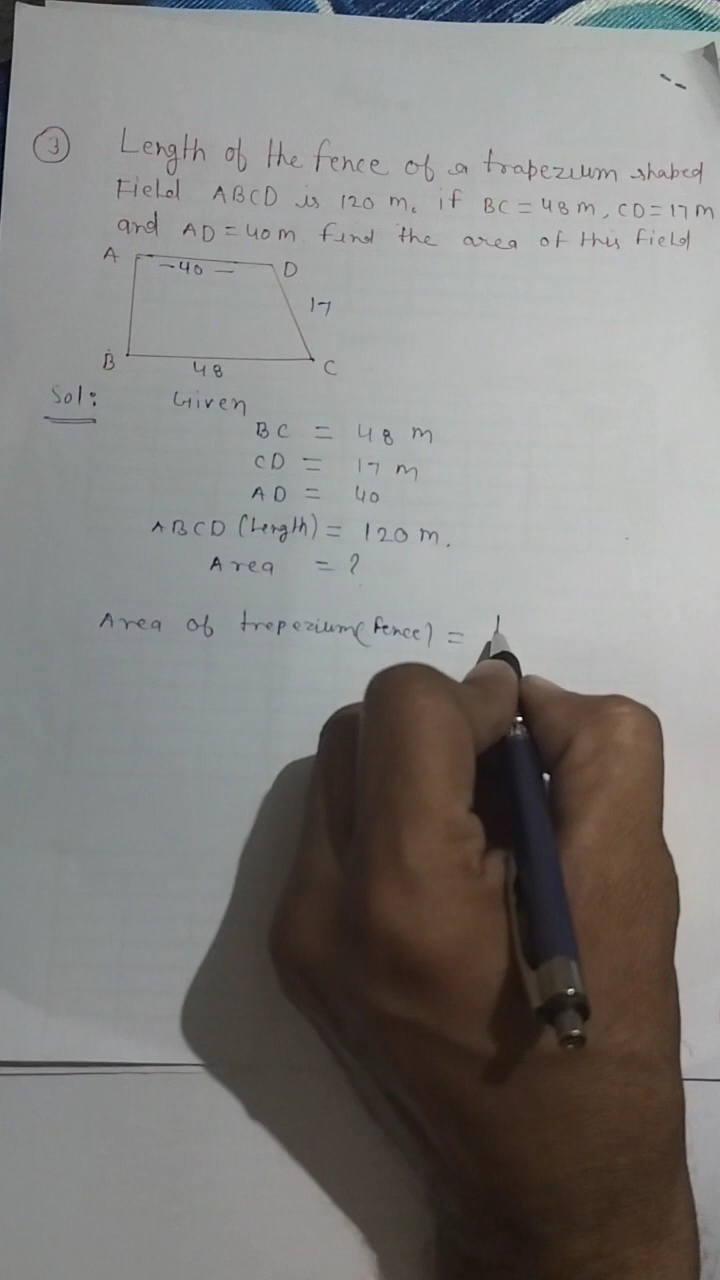 3 Length of the fence of a trapezium shaped
Field ABCD is 120 m. if BC = 48 m, CD = 17 m
and AD = 40 m find the area of this field
A -40- D
17
B 48 C
Sol: Given
BC = 48 m
CD = 17 m
AD = 40
ABCD (Length) = 120 m.
Area = ?
Area of trepezium(fence) =